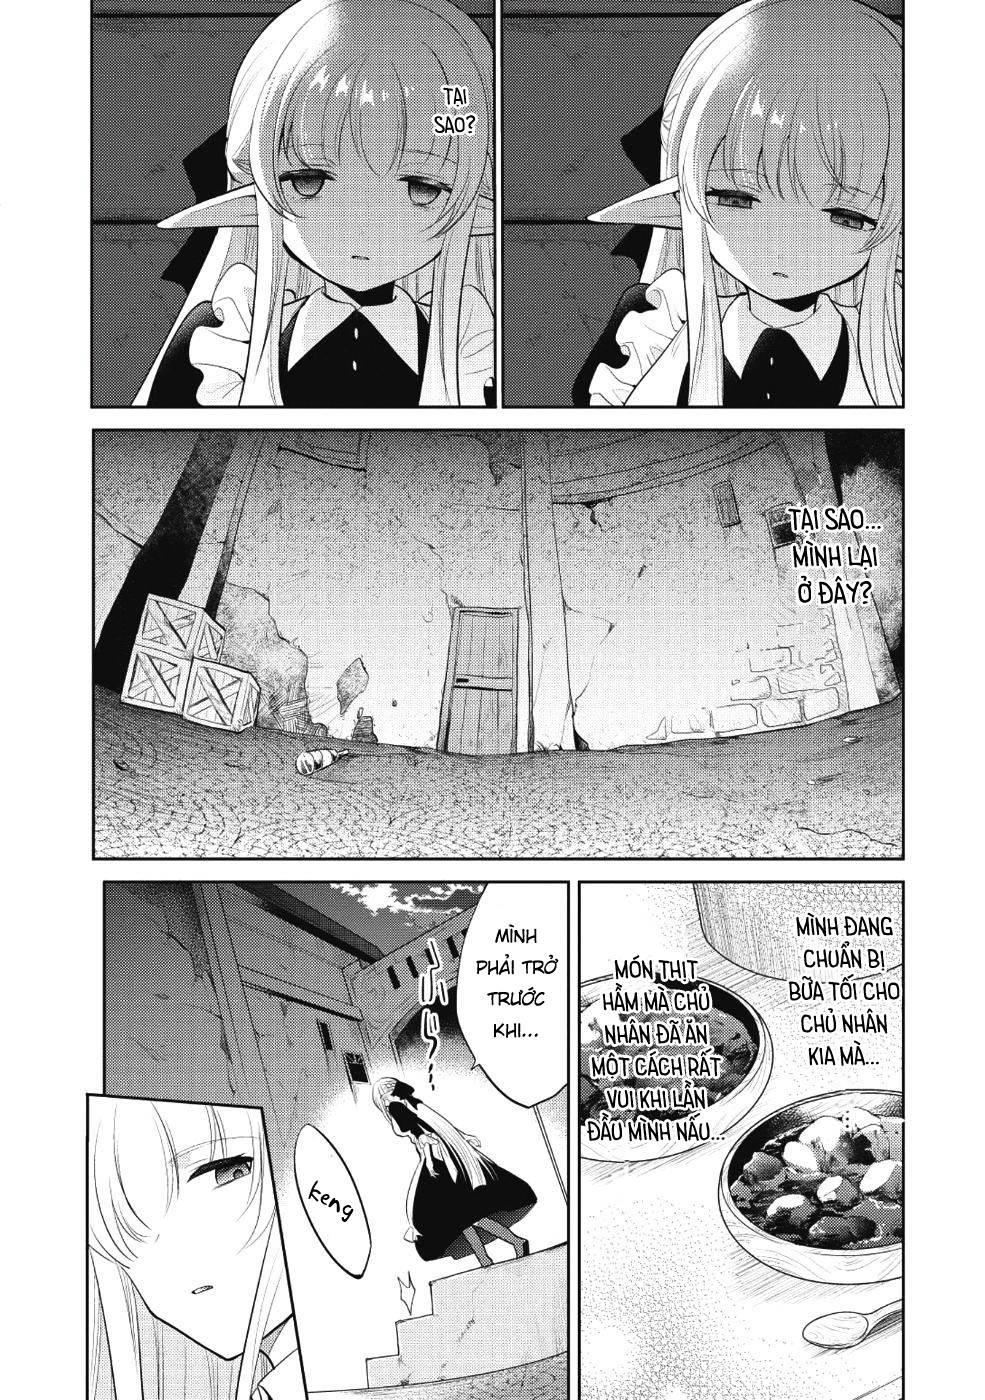 TẠI
SAO?
TẠI SAO...
MÌNH LẠI
Ở ĐÂY?
MÌNH ĐANG
CHUẨN BỊ
BỮA TỐI CHO
CHỦ NHÂN
KIA MÀ...
MÓN THỊT
HẦM MÀ CHỦ
NHÂN ĐÃ ĂN
MỘT CÁCH RẤT
VUI KHI LẦN
ĐẦU MÌNH NẤU...
MÌNH
PHẢI TRỞ
TRƯỚC
KHI...
keng